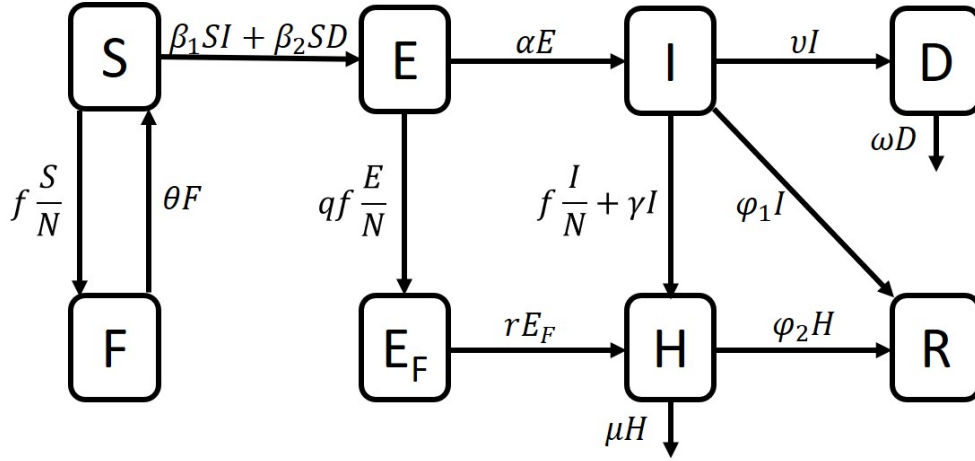 S
β₁SI + β₂SD
E
αE
I
υI
D
ωD
f S/N
θF
qf E/N
f I/N + γI
φ₁I
F
E_F
rE_F
H
φ₂H
R
μH